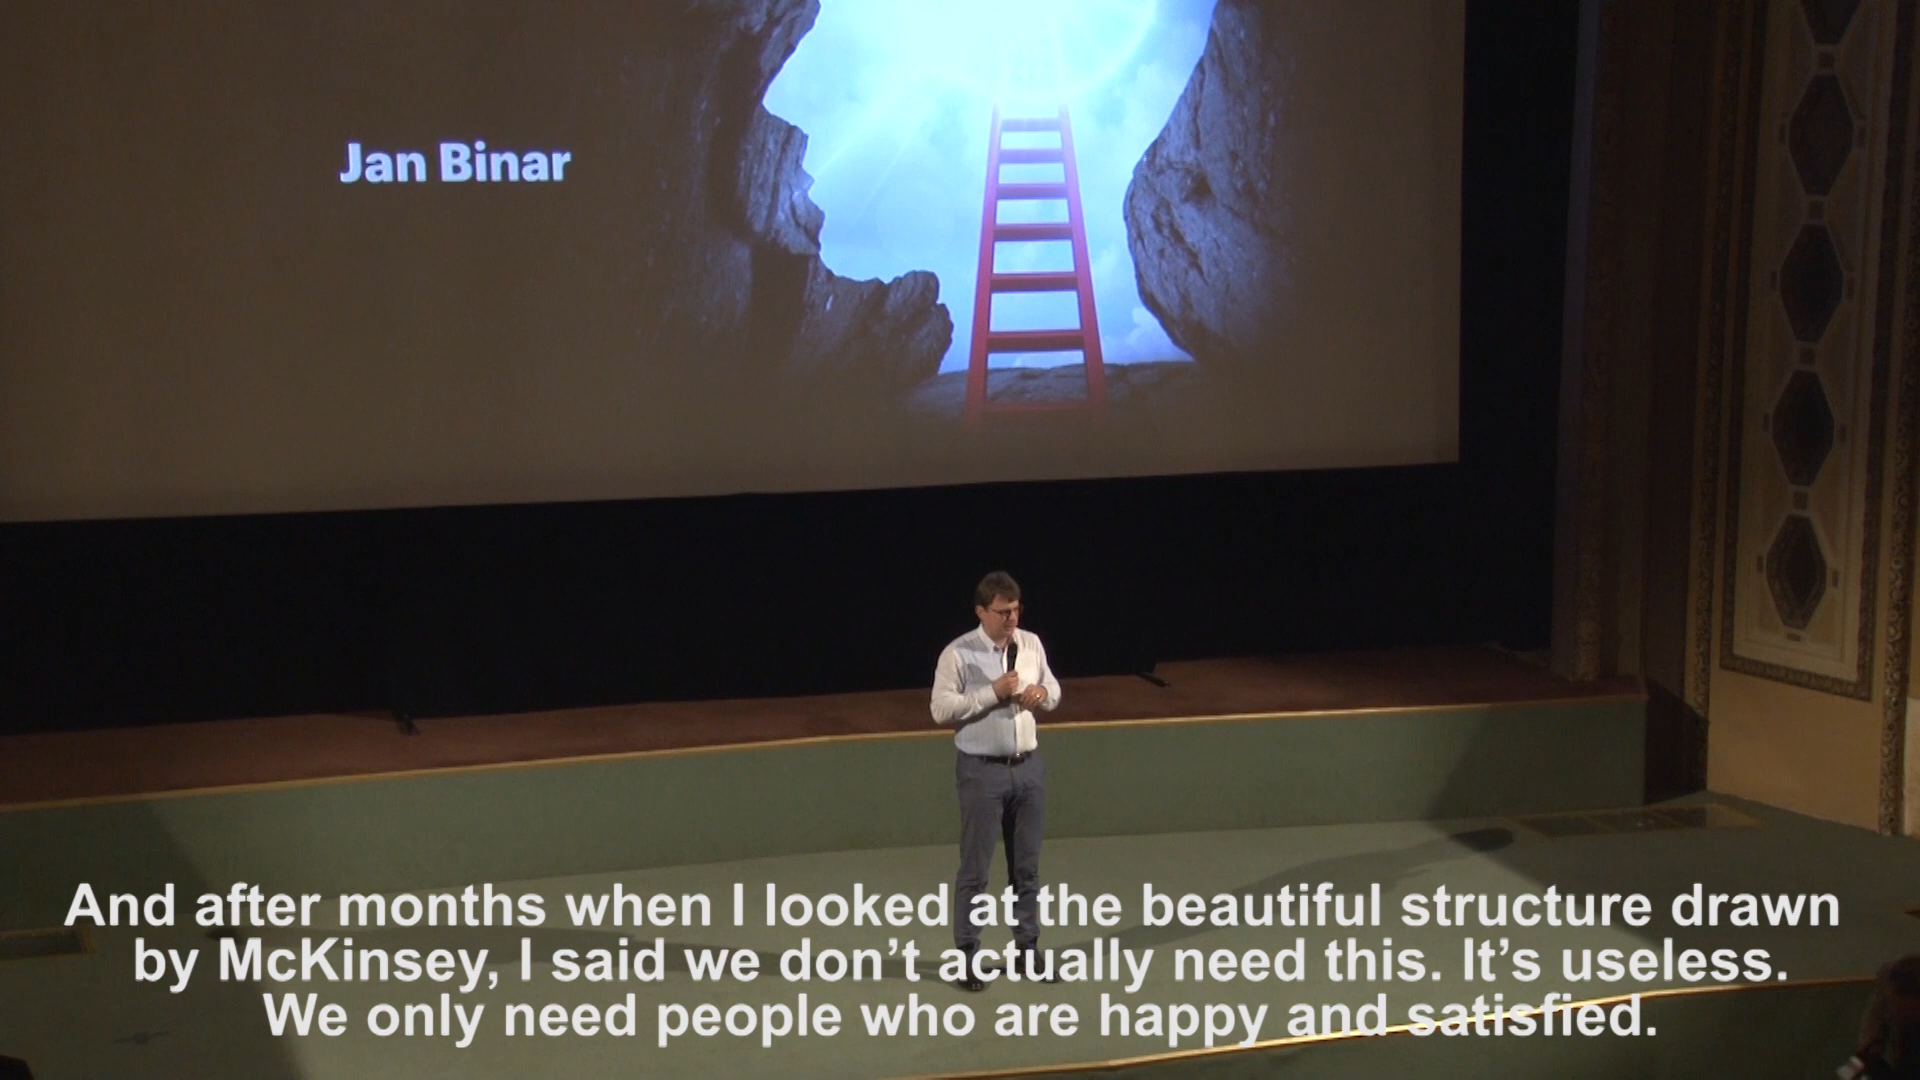 Jan Binar
And after months when I looked at the beautiful structure drawn
by McKinsey, I said we don’t actually need this. It’s useless.
We only need people who are happy and satisfied.